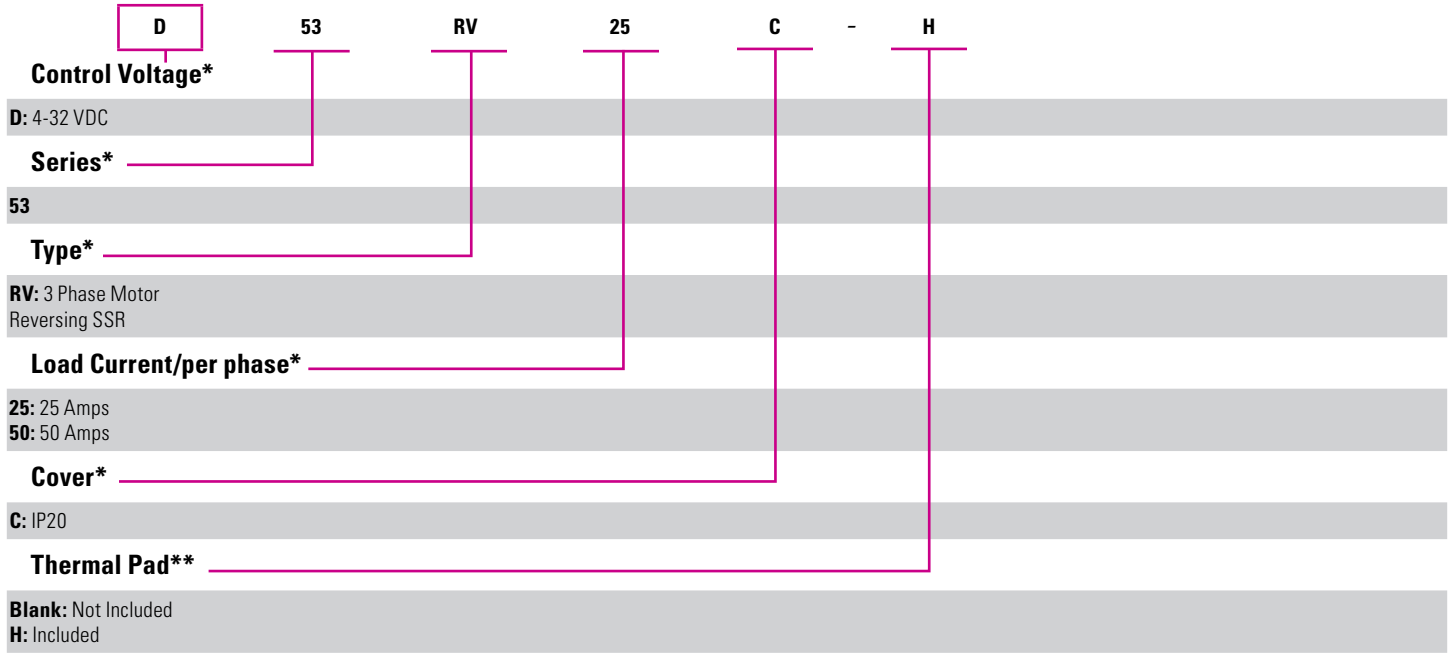 D 53 RV 25 C - H
Control Voltage*
D: 4-32 VDC
Series*
53
Type*
RV: 3 Phase Motor
Reversing SSR
Load Current/per phase*
25: 25 Amps
50: 50 Amps
Cover*
C: IP20
Thermal Pad**
Blank: Not Included
H: Included